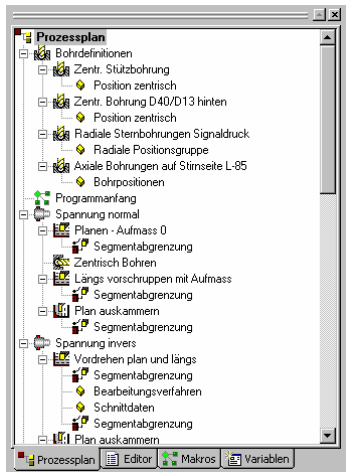 Prozessplan
Bohrdefinitionen
Zentr. Stützbohrung
Position zentrisch
Zentr. Bohrung D40/D13 hinten
Position zentrisch
Radiale Sternbohrungen Signaldruck
Radiale Positionsgruppe
Axiale Bohrungen auf Stirnseite L-85
Bohrpositionen
Programmanfang
Spannung normal
Planen - Aufmass 0
Segmentabgrenzung
Zentrisch Bohren
Längs vorschruppen mit Aufmass
Segmentabgrenzung
Plan auskammern
Segmentabgrenzung
Spannung invers
Vordrehen plan und längs
Segmentabgrenzung
Bearbeitungsverfahren
Schnittdaten
Segmentabgrenzung
Plan auskammern
Prozessplan Editor Makros Variablen